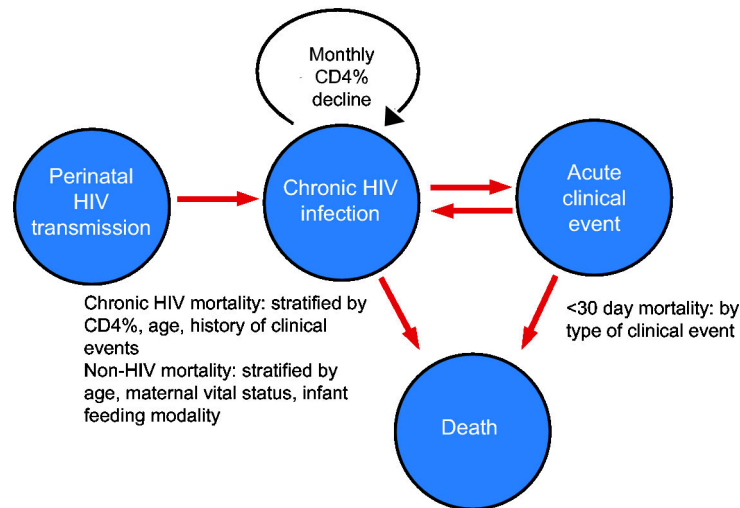 Monthly
CD4%
decline
Perinatal
HIV
transmission
Chronic HIV
infection
Acute
clinical
event
Chronic HIV mortality: stratified by
CD4%, age, history of clinical
events
Non-HIV mortality: stratified by
age, maternal vital status, infant
feeding modality
<30 day mortality: by
type of clinical event
Death